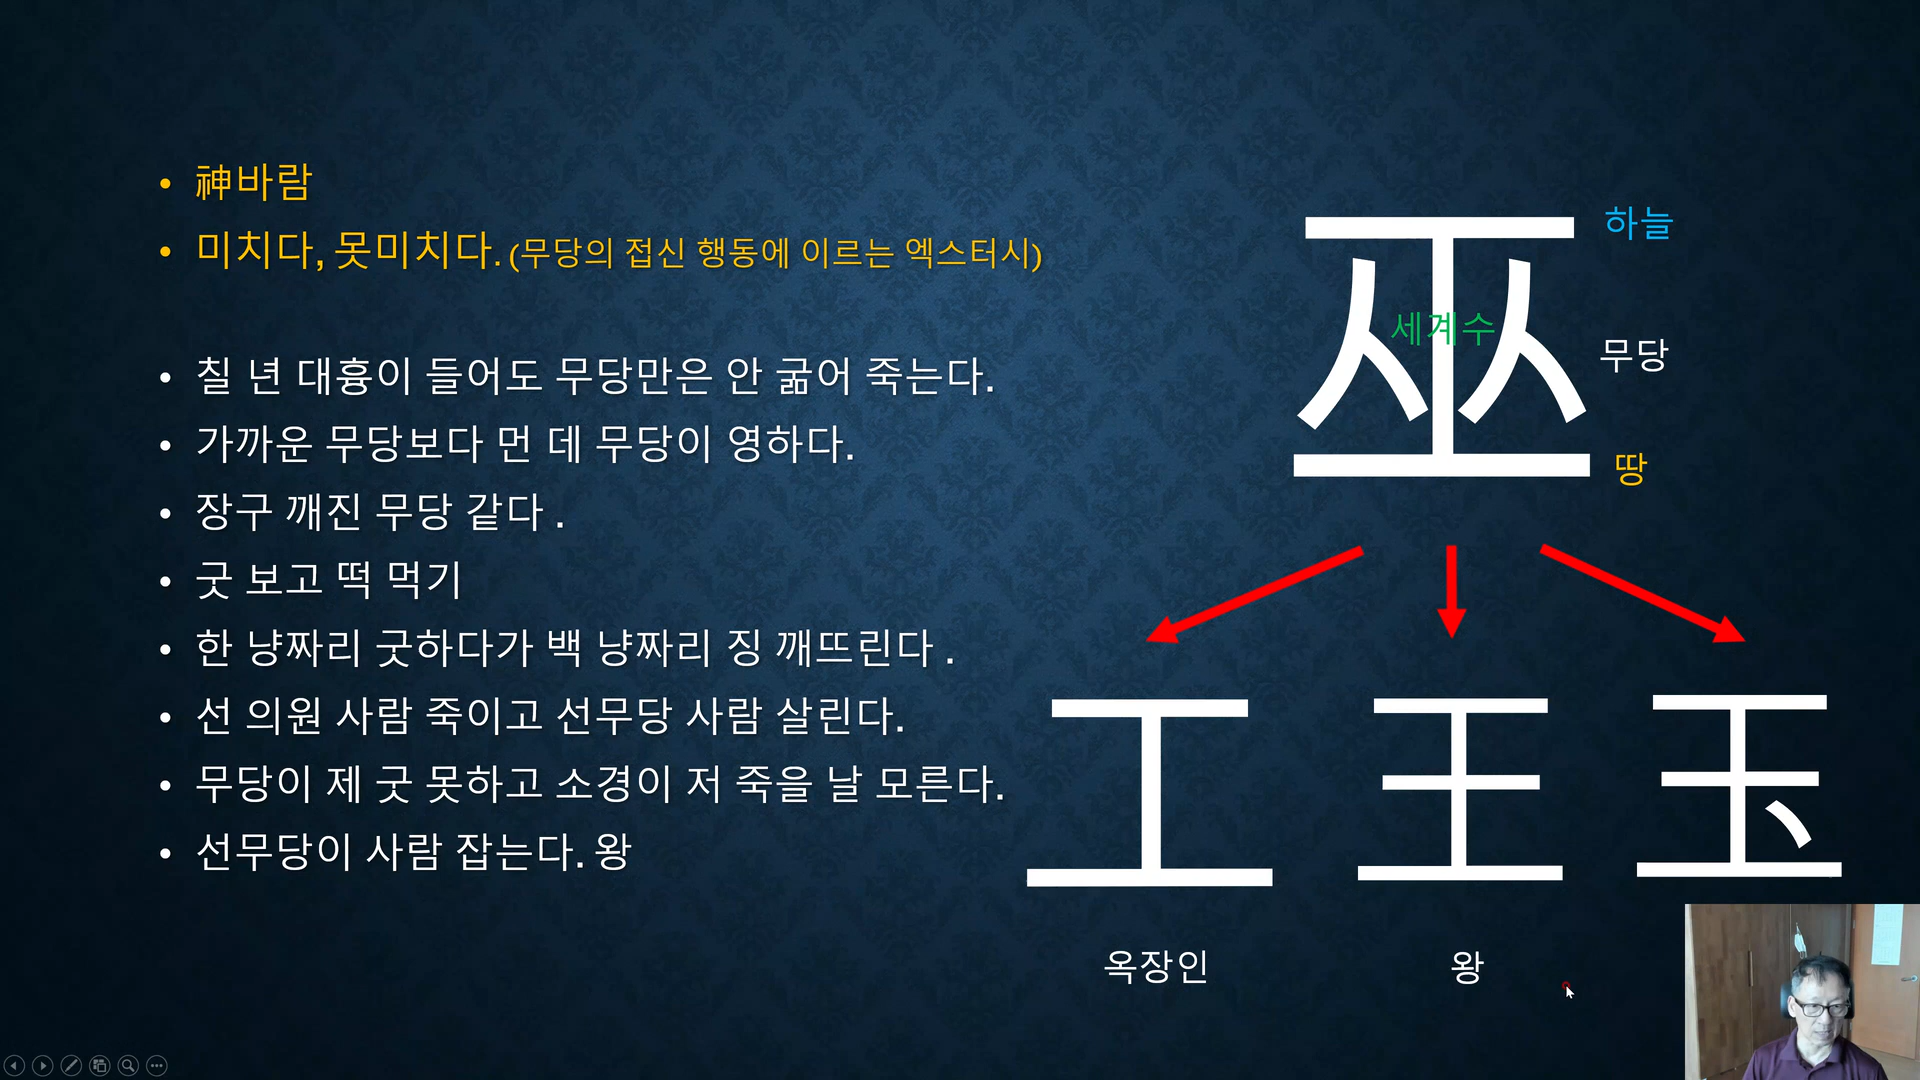 神바람
미치다, 못미치다. (무당의 접신 행동에 이르는 엑스터시)
칠 년 대흉이 들어도 무당만은 안 굶어 죽는다.
가까운 무당보다 먼 데 무당이 영하다.
장구 깨진 무당 같다 .
굿 보고 떡 먹기
한 냥짜리 굿하다가 백 냥짜리 징 깨뜨린다 .
선 의원 사람 죽이고 선무당 사람 살린다.
무당이 제 굿 못하고 소경이 저 죽을 날 모른다.
선무당이 사람 잡는다. 왕
巫
하늘
세계수
무당
땅
工 王 玉
옥장인 왕